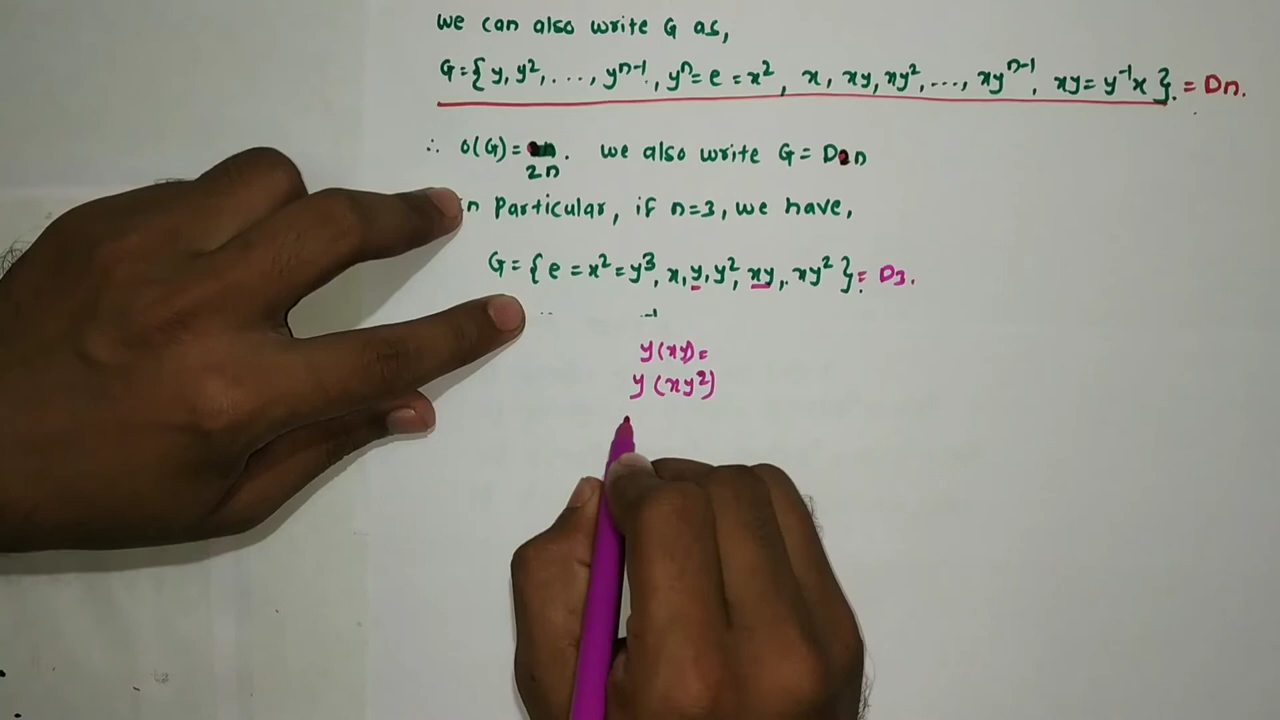 we can also write G as,
G={ y, y², ..., yⁿ⁻¹, yⁿ=e=x², x, xy, xy², ..., xyⁿ⁻¹, xy=y⁻¹x }. = Dn.
∴ o(G)= 2n. we also write G= D2n
n particular, if n=3, we have,
G={ e=x²=y³, x, y, y², xy, xy² } = D3.
-1
y(xy)=
y(xy²)